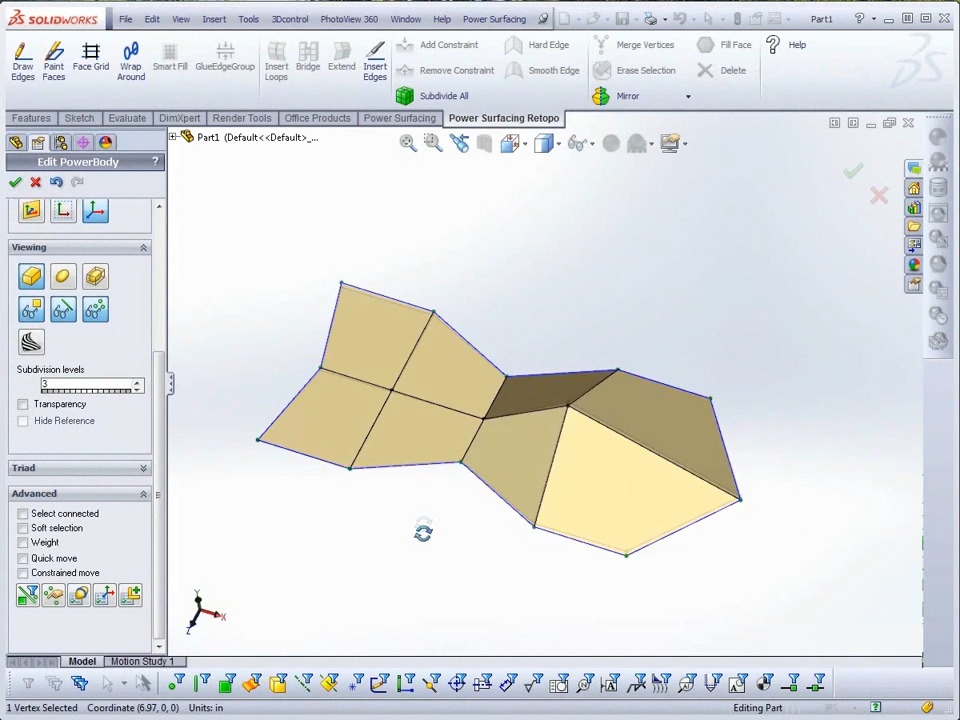 SOLIDWORKS File Edit View Insert Tools 3Dcontrol PhotoView 360 Window Help Power Surfacing Part1 ?
Draw Edges
Paint Faces
Face Grid
Wrap Around
Smart Fill
GlueEdgeGroup
Insert Loops
Bridge
Extend
Insert Edges
Add Constraint
Remove Constraint
Subdivide All
Hard Edge
Smooth Edge
Merge Vertices
Erase Selection
Mirror
Fill Face
Delete
? Help
Features Sketch Evaluate DimXpert Render Tools Office Products Power Surfacing Power Surfacing Retopo
Part1 (Default<<Default>_...
Edit PowerBody ?
Viewing
Subdivision levels
3
Transparency
Hide Reference
Triad
Advanced
Select connected
Soft selection
Weight
Quick move
Constrained move
Y
X
Z
Model Motion Study 1
1 Vertex Selected Coordinate (6.97, 0, 0) Units: in Editing Part ?